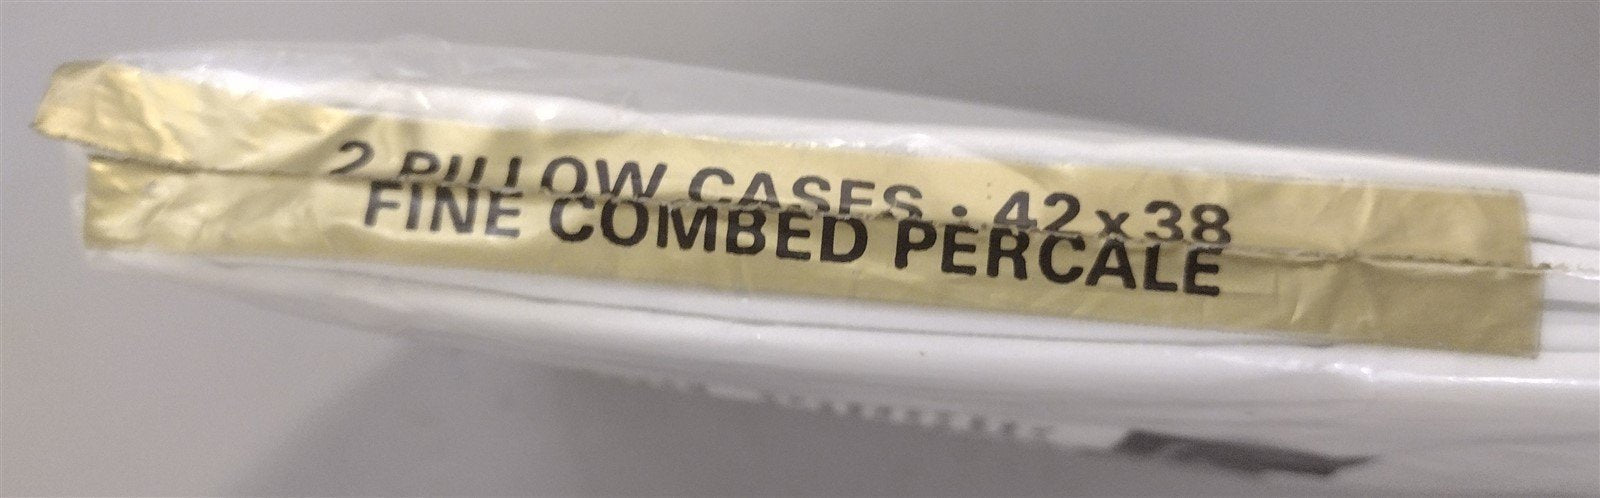 2 PILLOW CASES • 42 x 38
FINE COMBED PERCALE